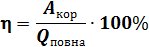 η = Aкор / Qповна · 100%